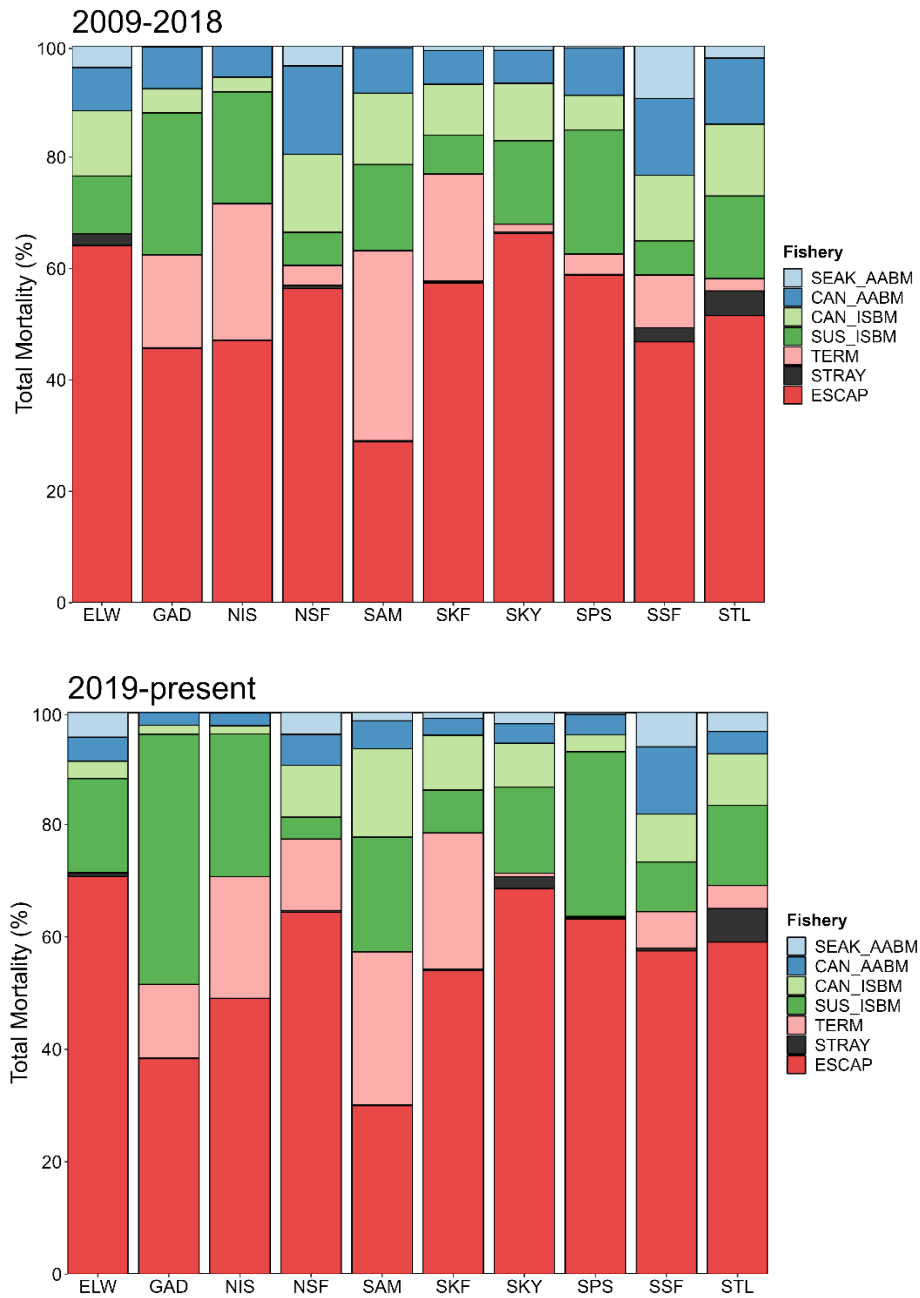 2009-2018
100
80
60
40
20
0
Total Mortality (%)
ELW GAD NIS NSF SAM SKF SKY SPS SSF STL
Fishery
SEAK_AABM
CAN_AABM
CAN_ISBM
SUS_ISBM
TERM
STRAY
ESCAP
2019-present
100
80
60
40
20
0
Total Mortality (%)
ELW GAD NIS NSF SAM SKF SKY SPS SSF STL
Fishery
SEAK_AABM
CAN_AABM
CAN_ISBM
SUS_ISBM
TERM
STRAY
ESCAP